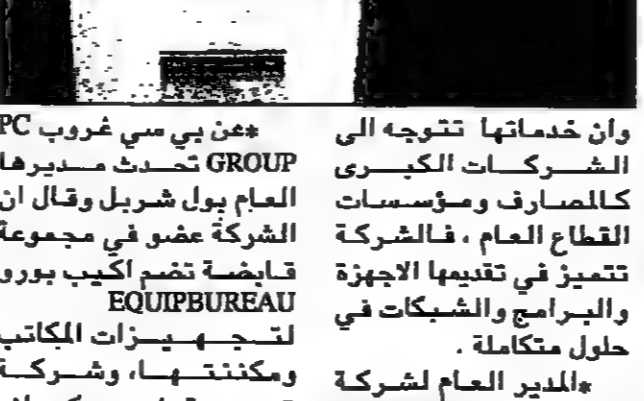 وان خدماتها تتوجه الى
الشركات الكبرى
كالمصارف ومؤسسات
القطاع العام ، فالشركة
تتميز في تقديمها الاجهزة
والبرامج والشبكات في
حلول متكاملة .
*المدير العام لشركة
*عن بي سي غروب PC
GROUP تحدث مديرها
العام بول شربل وقال ان
الشركة عضو في مجموعة
قابضة تضم اكيب بورو
EQUIPBUREAU
لتجهيزات المكاتب
ومكننتها، وشركة